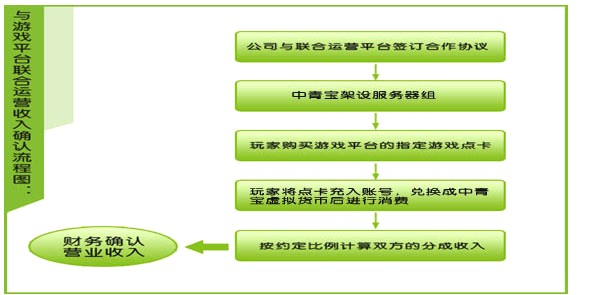 与游戏平台联合运营收入确认流程图：
公司与联合运营平台签订合作协议
中青宝架设服务器组
玩家购买游戏平台的指定游戏点卡
玩家将点卡充入账号，兑换成中青
宝虚拟货币后进行消费
按约定比例计算双方的分成收入
财务确认
营业收入